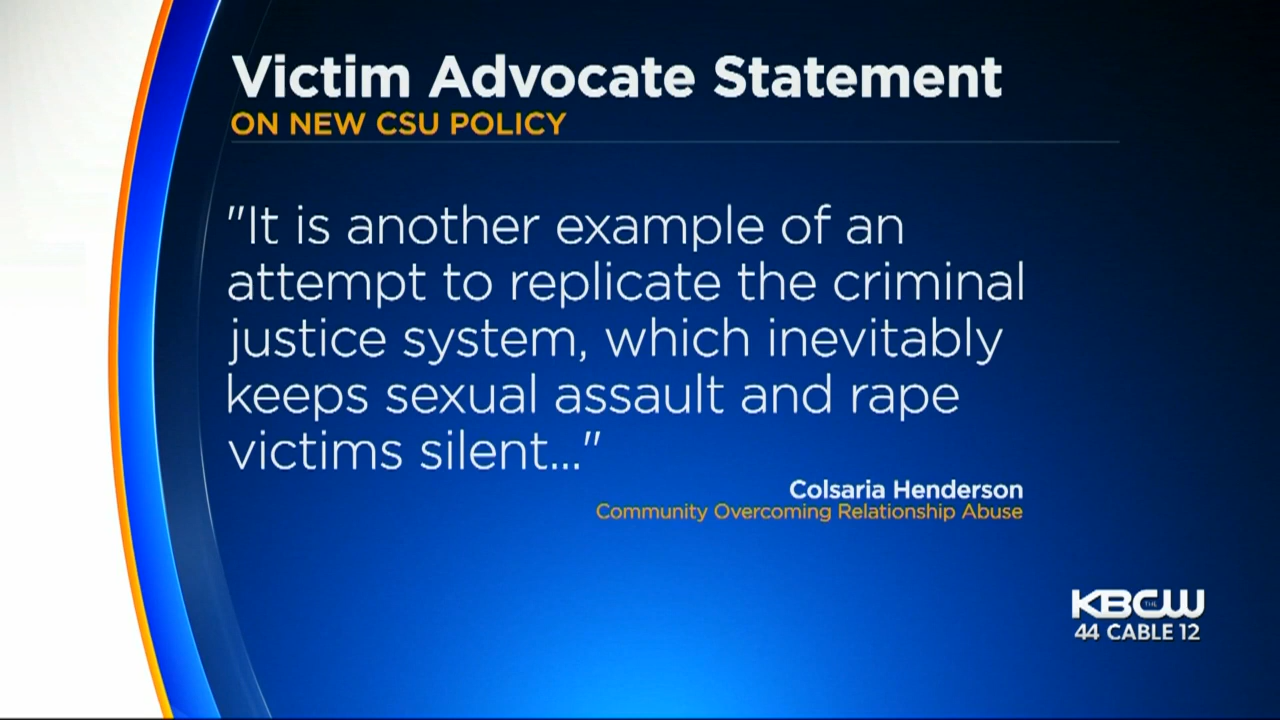 Victim Advocate Statement
ON NEW CSU POLICY
"It is another example of an
attempt to replicate the criminal
justice system, which inevitably
keeps sexual assault and rape
victims silent..."
Colsaria Henderson
Community Overcoming Relationship Abuse
KBCW
THE
44 CABLE 12